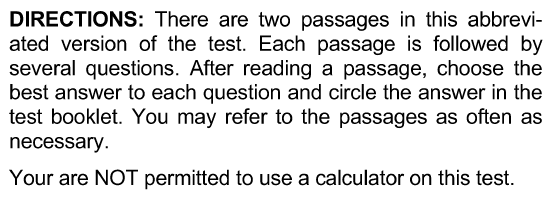 DIRECTIONS: There are two passages in this abbrevi-
ated version of the test. Each passage is followed by
several questions. After reading a passage, choose the
best answer to each question and circle the answer in the
test booklet. You may refer to the passages as often as
necessary.
Your are NOT permitted to use a calculator on this test.